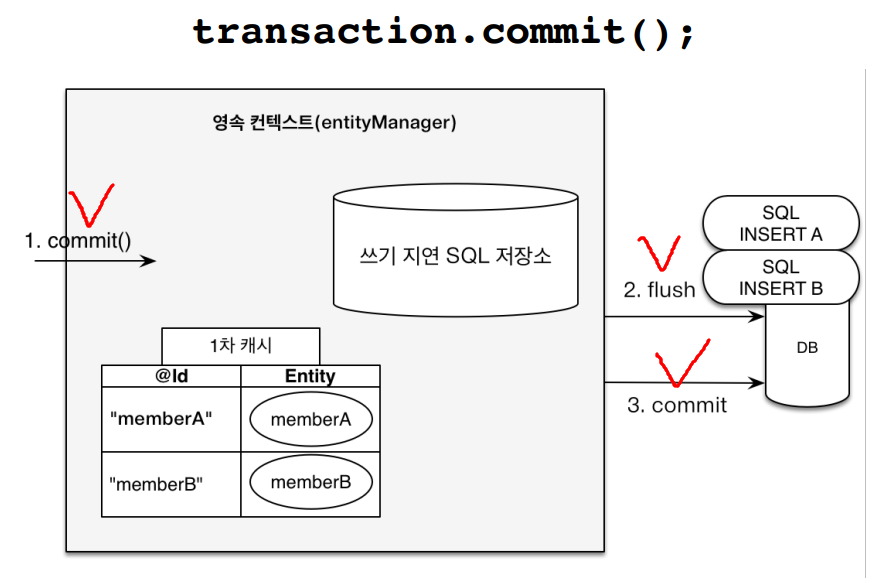 transaction.commit();
영속 컨텍스트(entityManager)
1. commit()
쓰기 지연 SQL 저장소
SQL
INSERT A
SQL
INSERT B
2. flush
DB
3. commit
1차 캐시
@Id Entity
"memberA" memberA
"memberB" memberB